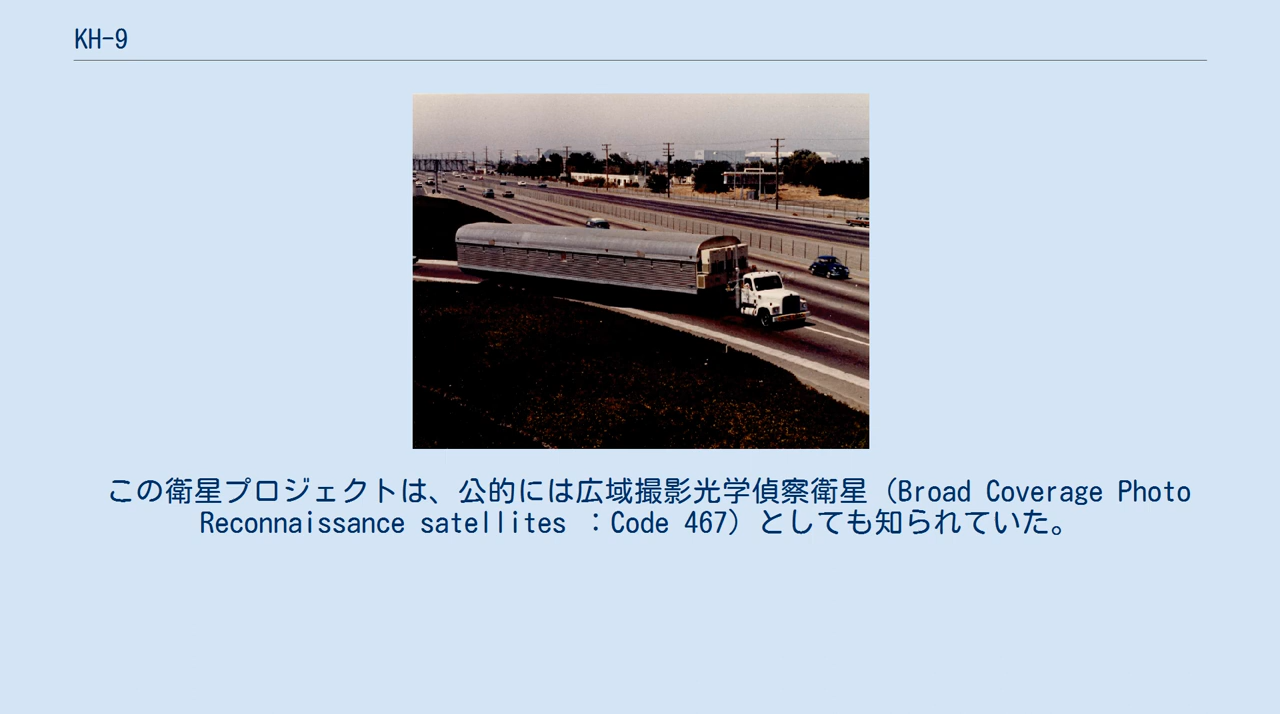 KH-9
この衛星プロジェクトは、公的には広域撮影光学偵察衛星（Broad Coverage Photo
Reconnaissance satellites ：Code 467）としても知られていた。